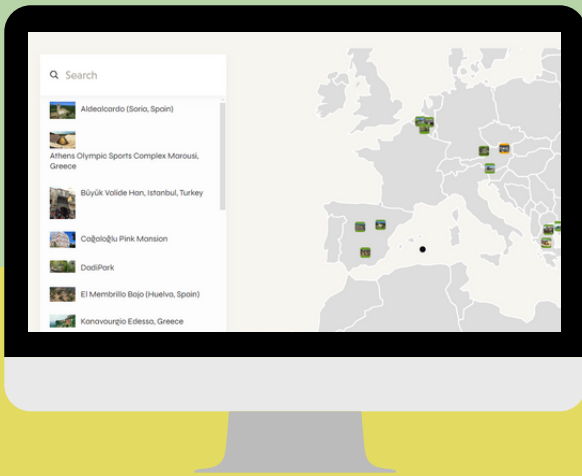 Search
Aldealcardo (Soria, Spain)
Athens Olympic Sports Complex Marousi,
Greece
Büyük Valide Han, Istanbul, Turkey
Cağaloğlu Pink Mansion
DadiPark
El Membrillo Bajo (Huelva, Spain)
Kanavourgio Edessa, Greece